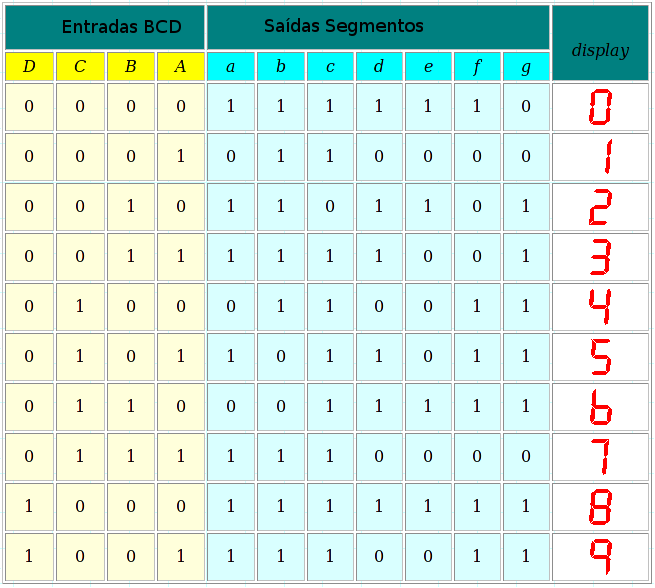 Entradas BCD Saídas Segmentos display
D C B A a b c d e f g
0 0 0 0 1 1 1 1 1 1 0 0
0 0 0 1 0 1 1 0 0 0 0 1
0 0 1 0 1 1 0 1 1 0 1 2
0 0 1 1 1 1 1 1 0 0 1 3
0 1 0 0 0 1 1 0 0 1 1 4
0 1 0 1 1 0 1 1 0 1 1 5
0 1 1 0 0 0 1 1 1 1 1 6
0 1 1 1 1 1 1 0 0 0 0 7
1 0 0 0 1 1 1 1 1 1 1 8
1 0 0 1 1 1 1 0 0 1 1 9